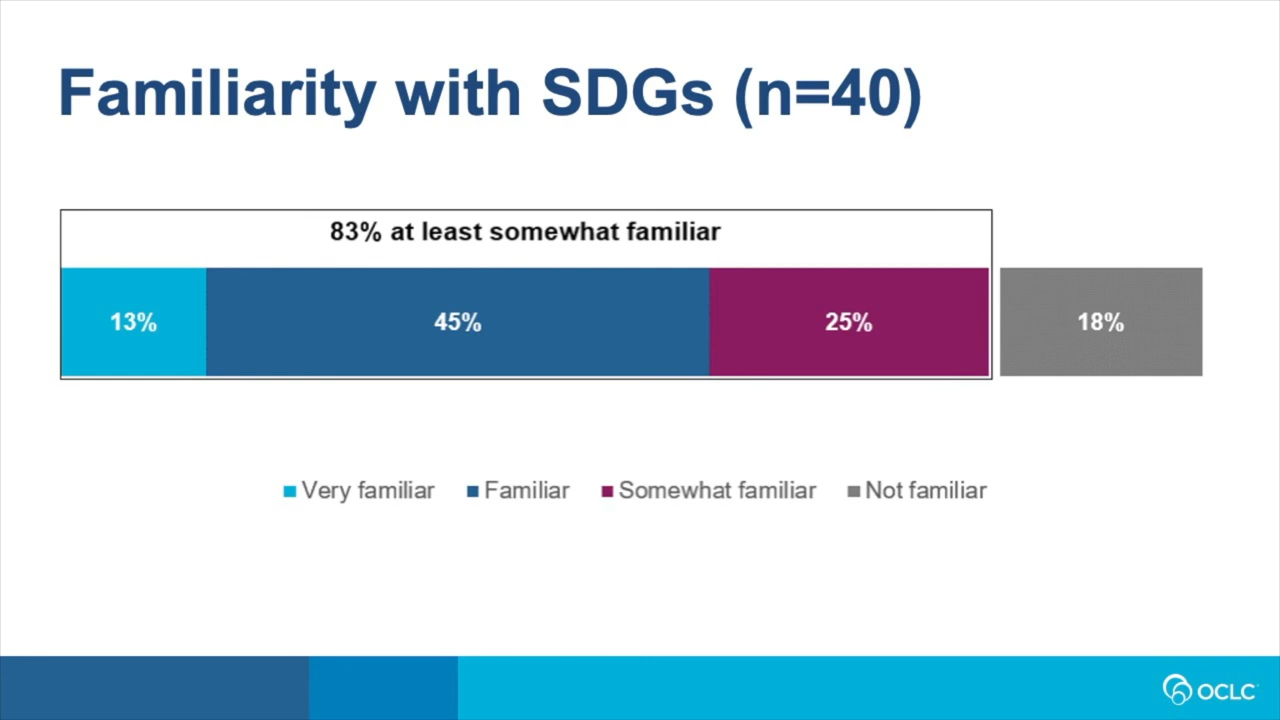 Familiarity with SDGs (n=40)
83% at least somewhat familiar
13% 45% 25% 18%
Very familiar Familiar Somewhat familiar Not familiar
OCLC